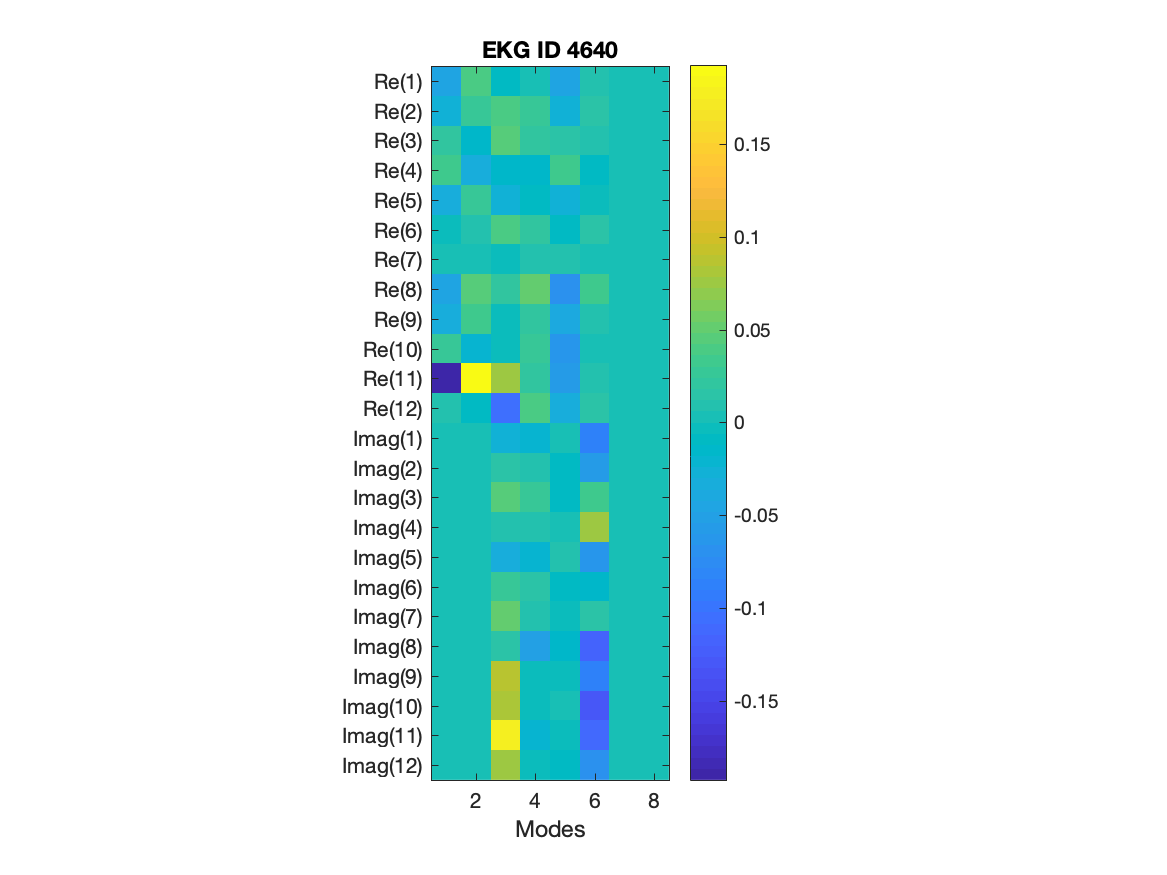 EKG ID 4640
Re(1)
Re(2)
Re(3)
Re(4)
Re(5)
Re(6)
Re(7)
Re(8)
Re(9)
Re(10)
Re(11)
Re(12)
Imag(1)
Imag(2)
Imag(3)
Imag(4)
Imag(5)
Imag(6)
Imag(7)
Imag(8)
Imag(9)
Imag(10)
Imag(11)
Imag(12)
2 4 6 8
Modes
0.15
0.1
0.05
0
-0.05
-0.1
-0.15